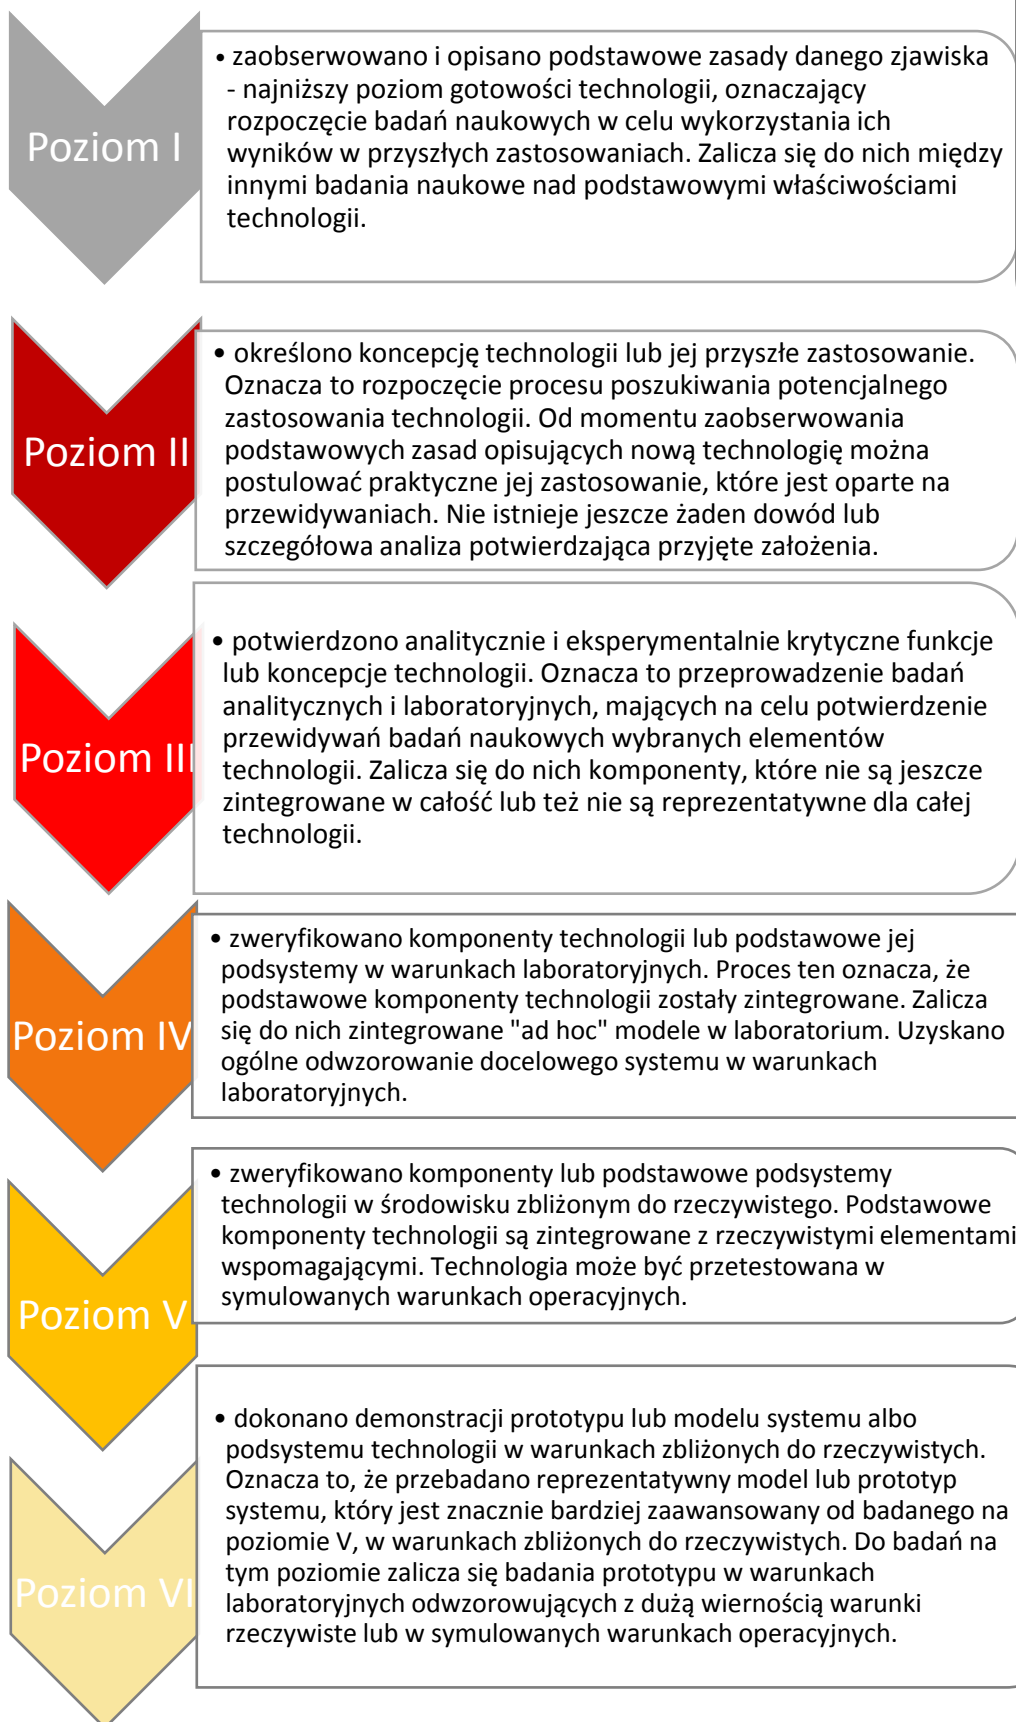 Poziom I
• zaobserwowano i opisano podstawowe zasady danego zjawiska
- najniższy poziom gotowości technologii, oznaczający
rozpoczęcie badań naukowych w celu wykorzystania ich
wyników w przyszłych zastosowaniach. Zalicza się do nich między
innymi badania naukowe nad podstawowymi właściwościami
technologii.
Poziom II
• określono koncepcję technologii lub jej przyszłe zastosowanie.
Oznacza to rozpoczęcie procesu poszukiwania potencjalnego
zastosowania technologii. Od momentu zaobserwowania
podstawowych zasad opisujących nową technologię można
postulować praktyczne jej zastosowanie, które jest oparte na
przewidywaniach. Nie istnieje jeszcze żaden dowód lub
szczegółowa analiza potwierdzająca przyjęte założenia.
Poziom III
• potwierdzono analitycznie i eksperymentalnie krytyczne funkcje
lub koncepcje technologii. Oznacza to przeprowadzenie badań
analitycznych i laboratoryjnych, mających na celu potwierdzenie
przewidywań badań naukowych wybranych elementów
technologii. Zalicza się do nich komponenty, które nie są jeszcze
zintegrowane w całość lub też nie są reprezentatywne dla całej
technologii.
Poziom IV
• zweryfikowano komponenty technologii lub podstawowe jej
podsystemy w warunkach laboratoryjnych. Proces ten oznacza, że
podstawowe komponenty technologii zostały zintegrowane. Zalicza
się do nich zintegrowane "ad hoc" modele w laboratorium. Uzyskano
ogólne odwzorowanie docelowego systemu w warunkach
laboratoryjnych.
Poziom V
• zweryfikowano komponenty lub podstawowe podsystemy
technologii w środowisku zbliżonym do rzeczywistego. Podstawowe
komponenty technologii są zintegrowane z rzeczywistymi elementami
wspomagającymi. Technologia może być przetestowana w
symulowanych warunkach operacyjnych.
Poziom VI
• dokonano demonstracji prototypu lub modelu systemu albo
podsystemu technologii w warunkach zbliżonych do rzeczywistych.
Oznacza to, że przebadano reprezentatywny model lub prototyp
systemu, który jest znacznie bardziej zaawansowany od badanego na
poziomie V, w warunkach zbliżonych do rzeczywistych. Do badań na
tym poziomie zalicza się badania prototypu w warunkach
laboratoryjnych odwzorowujących z dużą wiernością warunki
rzeczywiste lub w symulowanych warunkach operacyjnych.